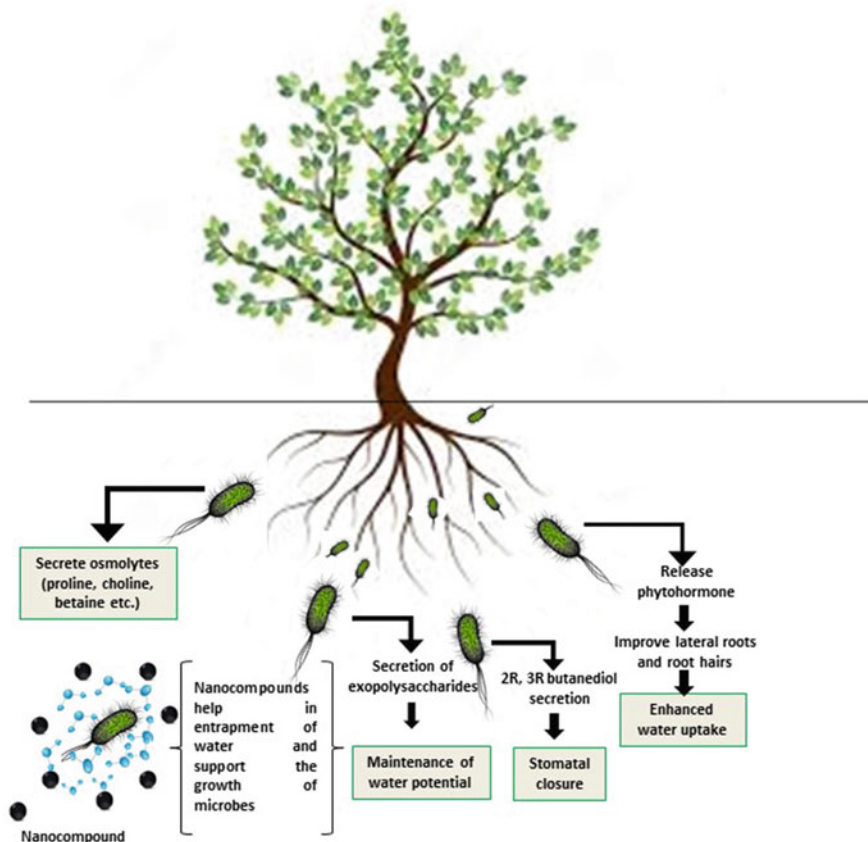 Secrete osmolytes
(proline, choline,
betaine etc.)
Nanocompound
Nanocompounds
help in
entrapment of
water and
support the
growth of
microbes
Secretion of
exopolysaccharides
Maintenance of
water potential
2R, 3R butanediol
secretion
Stomatal
closure
Release
phytohormone
Improve lateral roots
and root hairs
Enhanced
water uptake